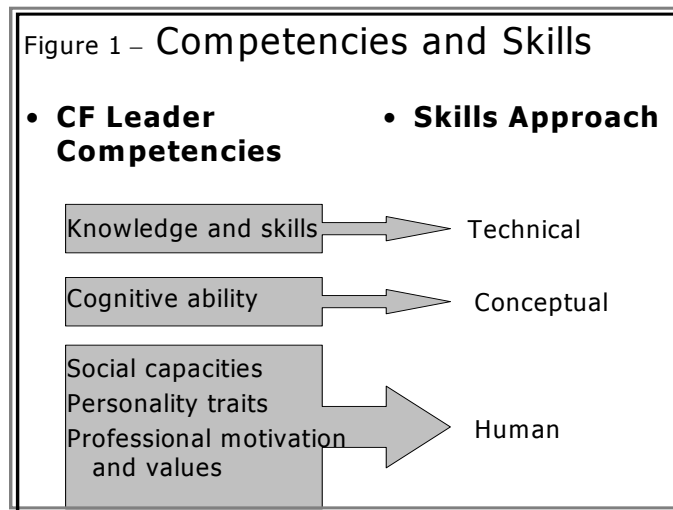 Figure 1 – Competencies and Skills
• CF Leader Competencies
• Skills Approach
Knowledge and skills
Technical
Cognitive ability
Conceptual
Social capacities
Personality traits
Professional motivation
and values
Human